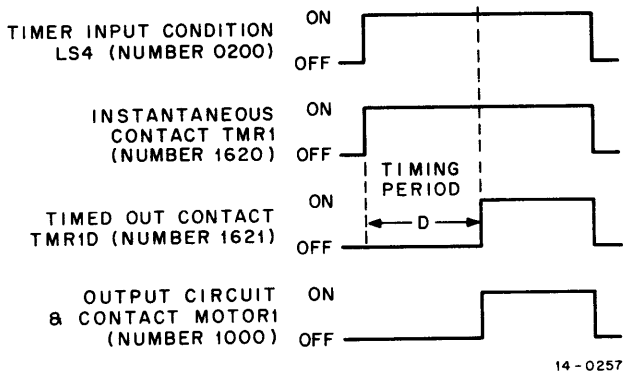 TIMER INPUT CONDITION
LS4 (NUMBER 0200)
ON
OFF
INSTANTANEOUS
CONTACT TMR1
(NUMBER 1620)
ON
OFF
TIMING
PERIOD
D
TIMED OUT CONTACT
TMR1D (NUMBER 1621)
ON
OFF
OUTPUT CIRCUIT
& CONTACT MOTOR1
(NUMBER 1000)
ON
OFF
14-0257